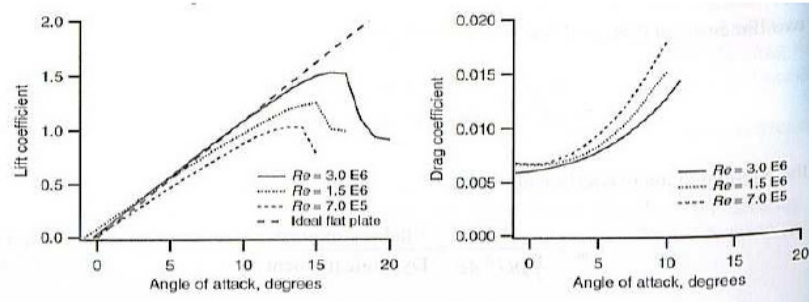 2.0
1.5
1.0
0.5
0.0
Lift coefficient
Re = 3.0 E6
Re = 1.5 E6
Re = 7.0 E5
Ideal flat plate
0 5 10 15 20
Angle of attack, degrees
0.020
0.015
0.010
0.005
0.000
Drag coefficient
Re = 3.0 E6
Re = 1.5 E6
Re = 7.0 E5
0 5 10 15 20
Angle of attack, degrees